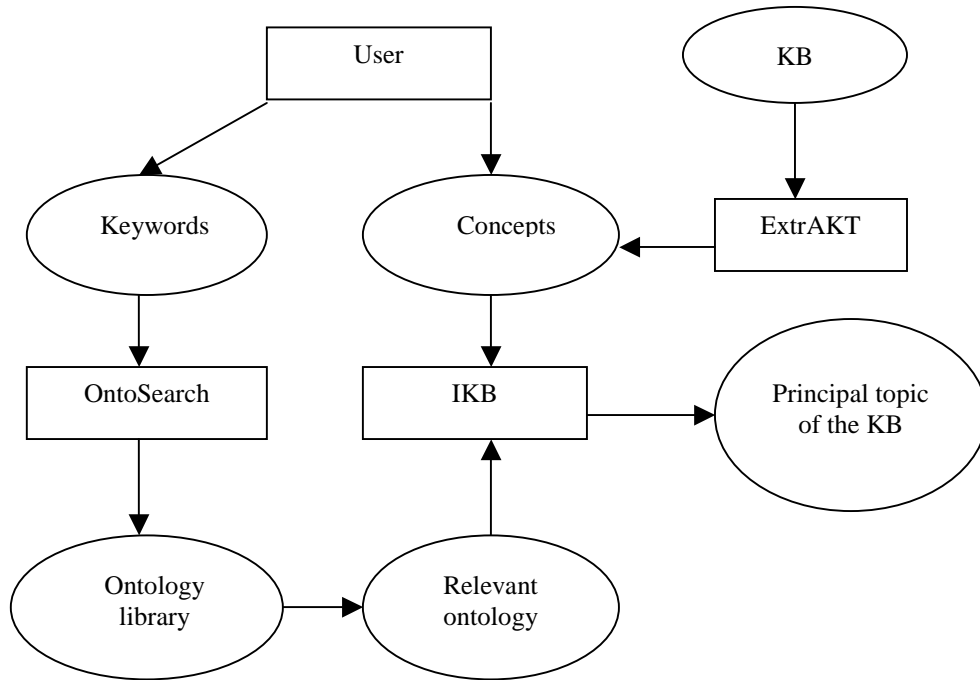 User
KB
Keywords
Concepts
ExtrAKT
OntoSearch
IKB
Principal topic
of the KB
Ontology
library
Relevant
ontology